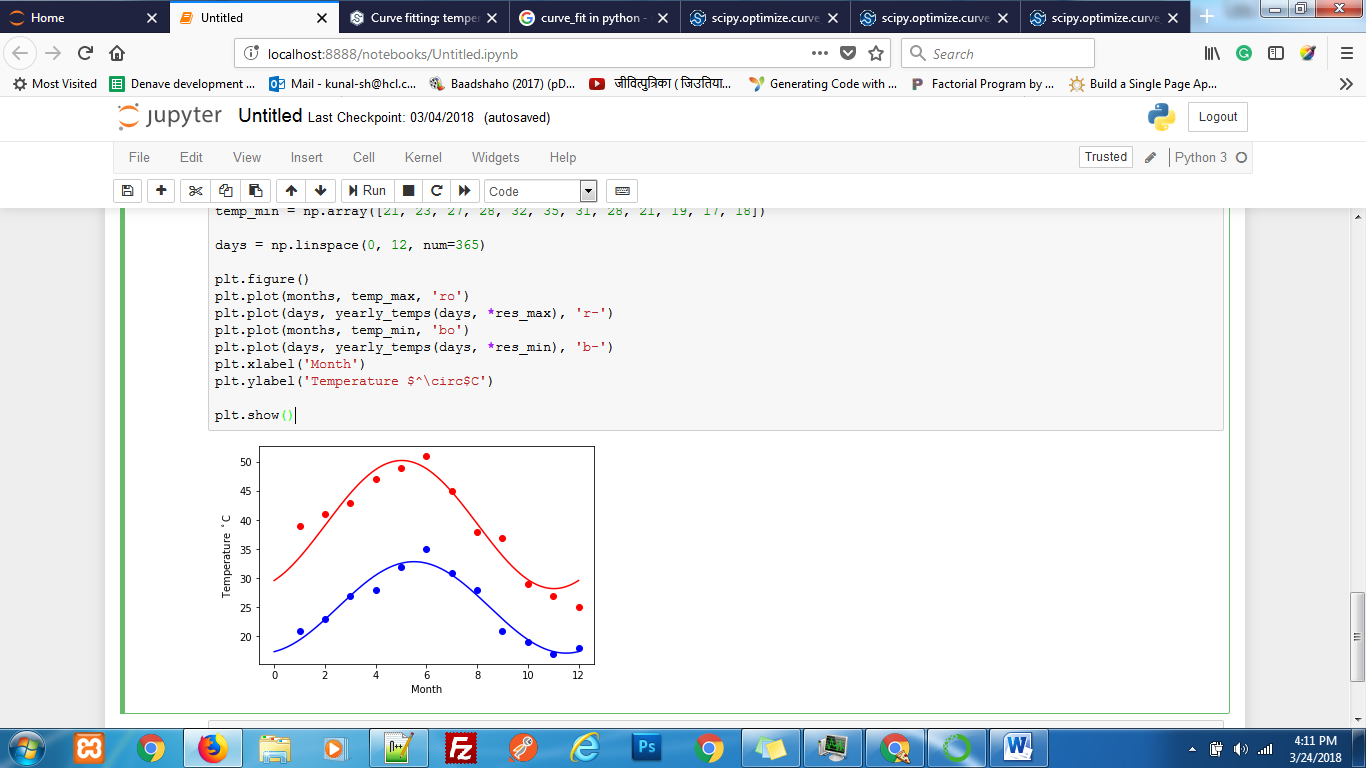 Home
Untitled
Curve fitting: temper
curve_fit in python -
scipy.optimize.curve
scipy.optimize.curve
scipy.optimize.curve
localhost:8888/notebooks/Untitled.ipynb
Search
Most Visited
Denave development ...
Mail - kunal-sh@hcl.c...
Baadshaho (2017) (pD...
जीवित्पुत्रिका ( जिउतिया...
Generating Code with ...
Factorial Program by ...
Build a Single Page Ap...
jupyter Untitled Last Checkpoint: 03/04/2018 (autosaved)
Logout
File Edit View Insert Cell Kernel Widgets Help
Trusted
Python 3
Run
Code
temp_min = np.array([21, 23, 27, 28, 32, 35, 31, 28, 21, 19, 17, 18])
days = np.linspace(0, 12, num=365)
plt.figure()
plt.plot(months, temp_max, 'ro')
plt.plot(days, yearly_temps(days, *res_max), 'r-')
plt.plot(months, temp_min, 'bo')
plt.plot(days, yearly_temps(days, *res_min), 'b-')
plt.xlabel('Month')
plt.ylabel('Temperature $^\circ$C')
plt.show()
50
45
40
35
30
25
20
Temperature °C
0 2 4 6 8 10 12
Month
n++
Fz
Ps
W
4:11 PM
3/24/2018